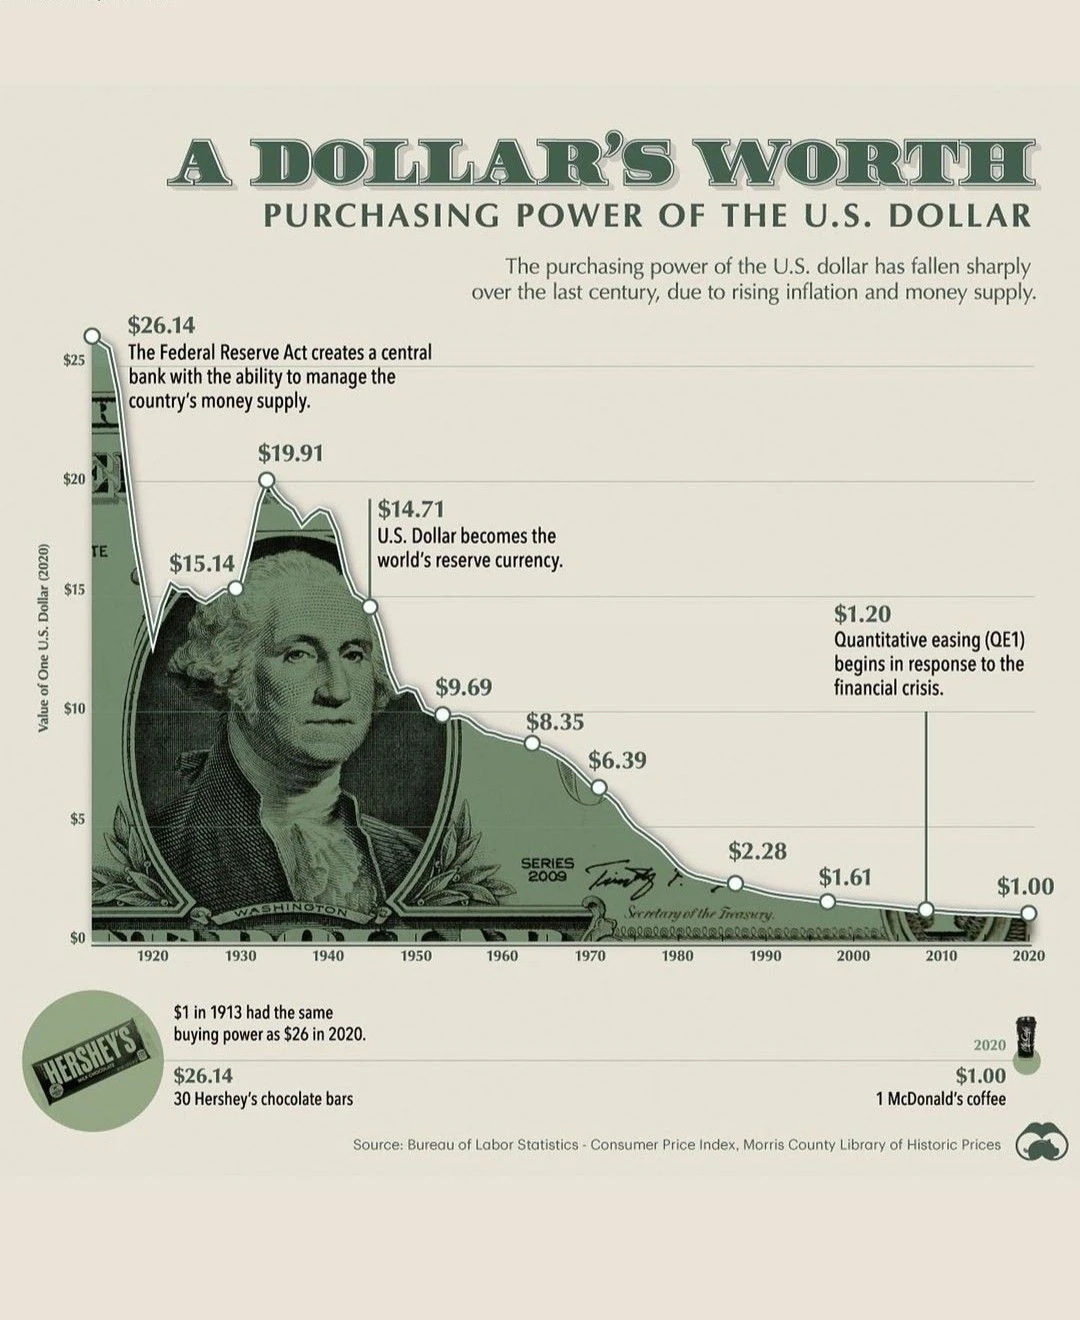 A DOLLAR'S WORTH
PURCHASING POWER OF THE U.S. DOLLAR
The purchasing power of the U.S. dollar has fallen sharply
over the last century, due to rising inflation and money supply.
$26.14
The Federal Reserve Act creates a central
bank with the ability to manage the
country's money supply.
$25
$20
$15
$10
$5
$0
Value of One U.S. Dollar (2020)
TE
$19.91
$15.14
$14.71
U.S. Dollar becomes the
world's reserve currency.
$9.69
$8.35
$6.39
$2.28
$1.61
$1.20
Quantitative easing (QE1)
begins in response to the
financial crisis.
$1.00
SERIES
2009
Secretary of the Treasury.
WASHINGTON
1920 1930 1940 1950 1960 1970 1980 1990 2000 2010 2020
HERSHEY'S
$1 in 1913 had the same
buying power as $26 in 2020.
$26.14
30 Hershey's chocolate bars
2020
$1.00
1 McDonald's coffee
Source: Bureau of Labor Statistics - Consumer Price Index, Morris County Library of Historic Prices